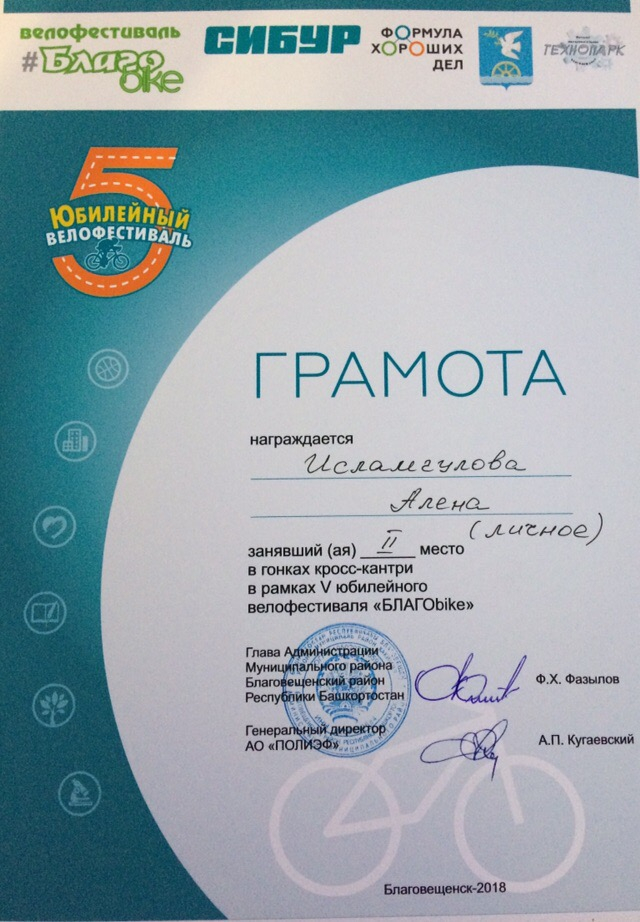 велофестиваль
#Благо
bike
СИБУР
ФОРМУЛА
ХОРОШИХ
ДЕЛ
ТЕХНОПАРК
5
ЮБИЛЕЙНЫЙ
ВЕЛОФЕСТИВАЛЬ
ГРАМОТА
награждается
Исламгулова
Алена
(личное)
занявший (ая) II место
в гонках кросс-кантри
в рамках V юбилейного
велофестиваля «БЛАГОbike»
Глава Администрации
Муниципального района
Благовещенский район
Республики Башкортостан
Ф.Х. Фазылов
Генеральный директор
АО «ПОЛИЭФ»
А.П. Кугаевский
Благовещенск-2018